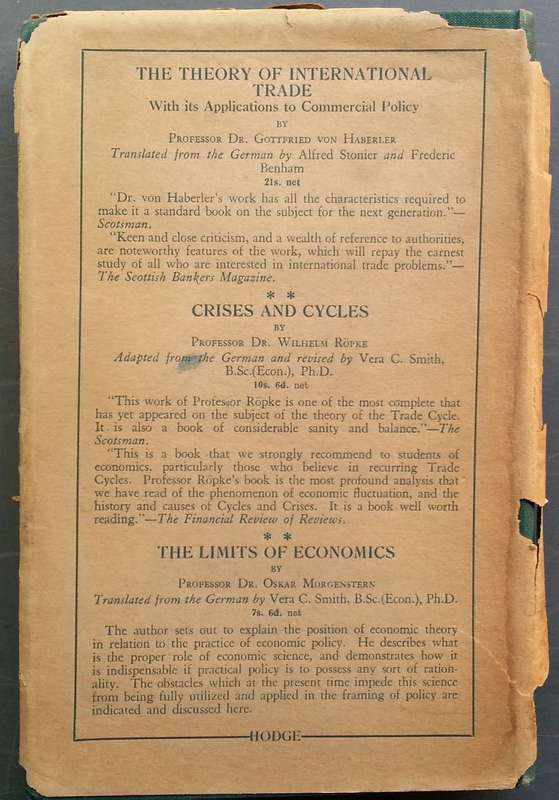 THE THEORY OF INTERNATIONAL
TRADE
With its Applications to Commercial Policy
BY
PROFESSOR DR. GOTTFRIED VON HABERLER
Translated from the German by Alfred Stonier and Frederic
Benham
21s. net
"Dr. von Haberler's work has all the characteristics required to
make it a standard book on the subject for the next generation."—
Scotsman.
"Keen and close criticism, and a wealth of reference to authorities,
are noteworthy features of the work, which will repay the earnest
study of all who are interested in international trade problems."—
The Scottish Bankers Magazine.
* *
CRISES AND CYCLES
BY
PROFESSOR DR. WILHELM RÖPKE
Adapted from the German and revised by Vera C. Smith,
B.Sc.(Econ.), Ph.D.
10s. 6d. net
"This work of Professor Röpke is one of the most complete that
has yet appeared on the subject of the theory of the Trade Cycle.
It is also a book of considerable sanity and balance."—The
Scotsman.
"This is a book that we strongly recommend to students of
economics, particularly those who believe in recurring Trade
Cycles. Professor Röpke's book is the most profound analysis that
we have read of the phenomenon of economic fluctuation, and the
history and causes of Cycles and Crises. It is a book well worth
reading."—The Financial Review of Reviews.
* *
THE LIMITS OF ECONOMICS
BY
PROFESSOR DR. OSKAR MORGENSTERN
Translated from the German by Vera C. Smith, B.Sc.(Econ.), Ph.D.
7s. 6d. net
The author sets out to explain the position of economic theory
in relation to the practice of economic policy. He describes what
is the proper role of economic science, and demonstrates how it
is indispensable if practical policy is to possess any sort of ration-
ality. The obstacles which at the present time impede this science
from being fully utilized and applied in the framing of policy are
indicated and discussed here.
HODGE